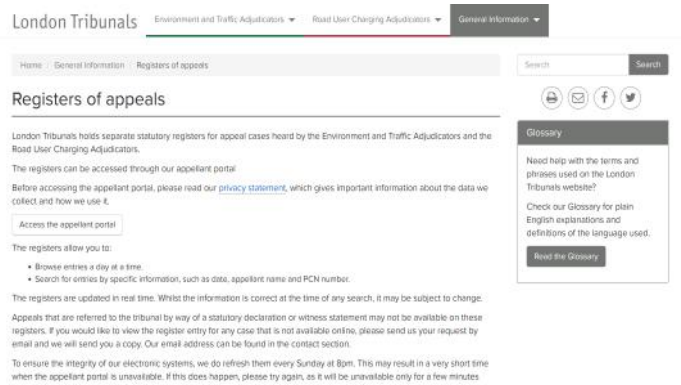 London Tribunals
Environment and Traffic Adjudicators
Road User Charging Adjudicators
General Information
Home / General Information / Registers of appeals
Search
Search
Registers of appeals
London Tribunals holds separate statutory registers for appeal cases heard by the Environment and Traffic Adjudicators and the
Road User Charging Adjudicators.
The registers can be accessed through our appellant portal
Before accessing the appellant portal, please read our privacy statement, which gives important information about the data we
collect and how we use it.
Access the appellant portal
The registers allow you to:
• Browse entries a day at a time.
• Search for entries by specific information, such as date, appellant name and PCN number.
The registers are updated in real time. Whilst the information is correct at the time of any search, it may be subject to change.
Appeals that are referred to the tribunal by way of a statutory declaration or witness statement may not be available on these
registers. If you would like to view the register entry for any case that is not available online, please send us your request by
email and we will send you a copy. Our email address can be found in the contact section.
To ensure the integrity of our electronic systems, we do refresh them every Sunday at 8pm. This may result in a very short time
when the appellant portal is unavailable. If this does happen, please try again, as it will be unavailable only for a few minutes
Glossary
Need help with the terms and
phrases used on the London
Tribunals website?
Check our Glossary for plain
English explanations and
definitions of the language used.
Read the Glossary